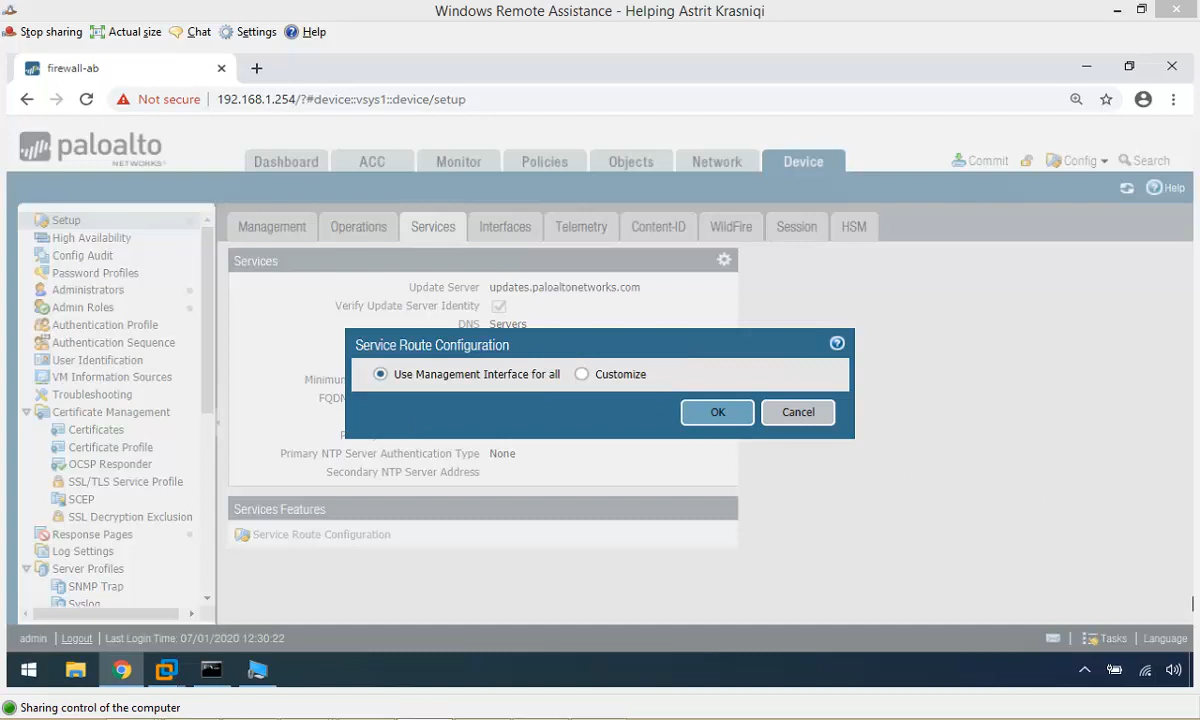 Windows Remote Assistance - Helping Astrit Krasniqi
Stop sharing Actual size Chat Settings Help
firewall-ab
Not secure 192.168.1.254/?#device::vsys1::device/setup
paloalto
NETWORKS
Dashboard ACC Monitor Policies Objects Network Device
Commit Config Search
Help
Setup
High Availability
Config Audit
Password Profiles
Administrators
Admin Roles
Authentication Profile
Authentication Sequence
User Identification
VM Information Sources
Troubleshooting
Certificate Management
Certificates
Certificate Profile
OCSP Responder
SSL/TLS Service Profile
SCEP
SSL Decryption Exclusion
Response Pages
Log Settings
Server Profiles
SNMP Trap
Syslog
Management Operations Services Interfaces Telemetry Content-ID WildFire Session HSM
Services
Update Server updates.paloaltonetworks.com
Verify Update Server Identity
DNS Servers
Minimum
FQDN
Service Route Configuration
Use Management Interface for all Customize
OK Cancel
Primary NTP Server Authentication Type None
Secondary NTP Server Address
Services Features
Service Route Configuration
admin | Logout | Last Login Time: 07/01/2020 12:30:22
Tasks | Language
Sharing control of the computer